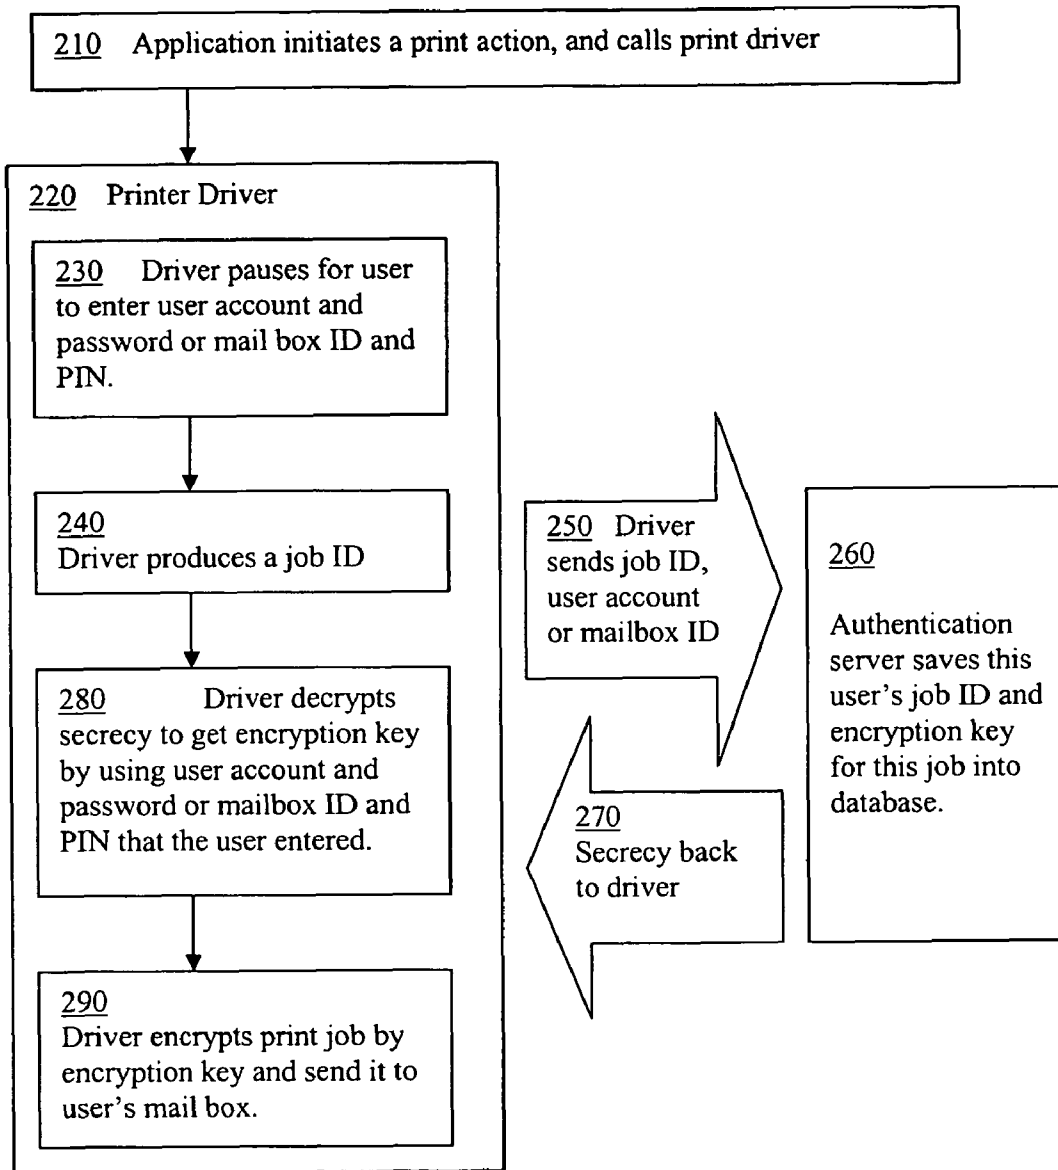 210 Application initiates a print action, and calls print driver
220 Printer Driver
230 Driver pauses for user
to enter user account and
password or mail box ID and
PIN.
240
Driver produces a job ID
250 Driver
sends job ID,
user account
or mailbox ID
260
Authentication
server saves this
user's job ID and
encryption key
for this job into
database.
270
Secrecy back
to driver
280 Driver decrypts
secrecy to get encryption key
by using user account and
password or mailbox ID and
PIN that the user entered.
290
Driver encrypts print job by
encryption key and send it to
user's mail box.